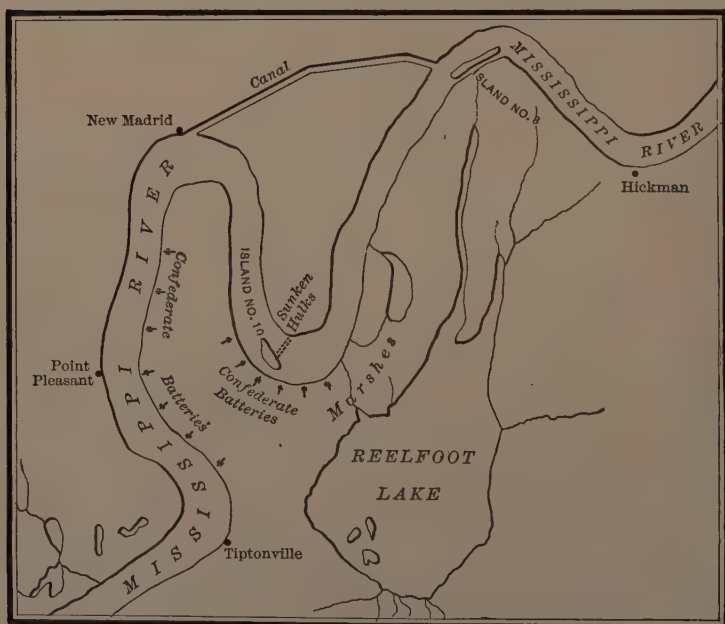 MISSISSIPPI
RIVER
ISLAND NO. 8
Canal
New Madrid
Hickman
RIVER
Confederate
Batteries
ISLAND NO. 10
Sunken
Hulks
Confederate
Batteries
Marshes
Point
Pleasant
MISSISSIPPI
REELFOOT
LAKE
Tiptonville